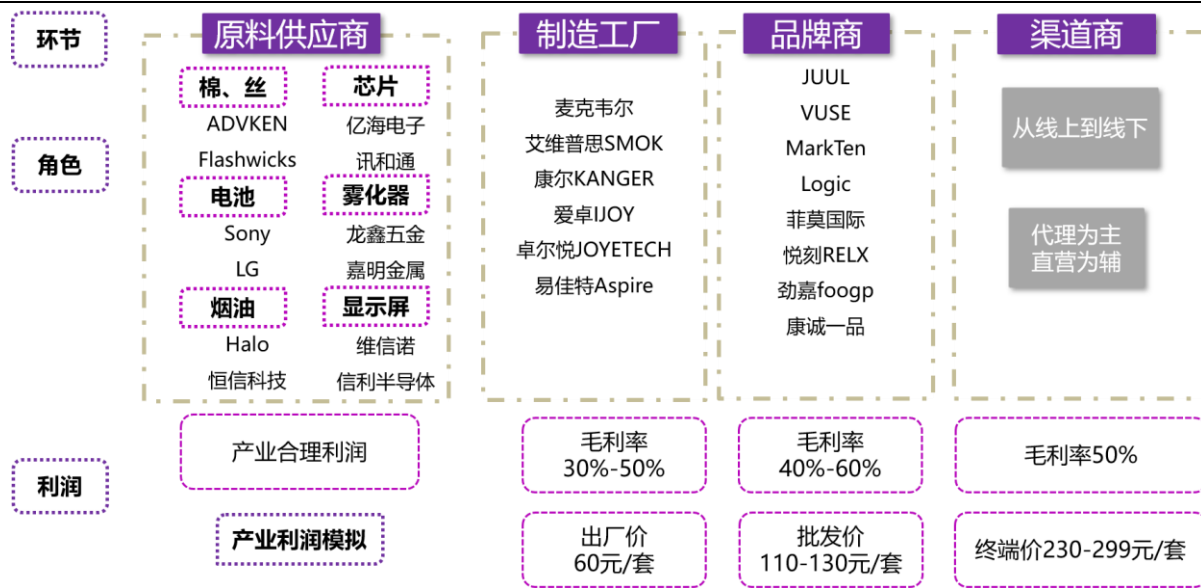 环节
原料供应商
制造工厂
品牌商
渠道商
角色
棉、丝
芯片
ADVKEN
亿海电子
Flashwicks
讯和通
电池
雾化器
Sony
龙鑫五金
LG
嘉明金属
烟油
显示屏
Halo
维信诺
恒信科技
信利半导体
麦克韦尔
艾维普思SMOK
康尔KANGER
爱卓IJOY
卓尔悦JOYETECH
易佳特Aspire
JUUL
VUSE
MarkTen
Logic
菲莫国际
悦刻RELX
劲嘉foogp
康诚一品
从线上到线下
代理为主
直营为辅
利润
产业合理利润
毛利率
30%-50%
毛利率
40%-60%
毛利率50%
产业利润模拟
出厂价
60元/套
批发价
110-130元/套
终端价230-299元/套